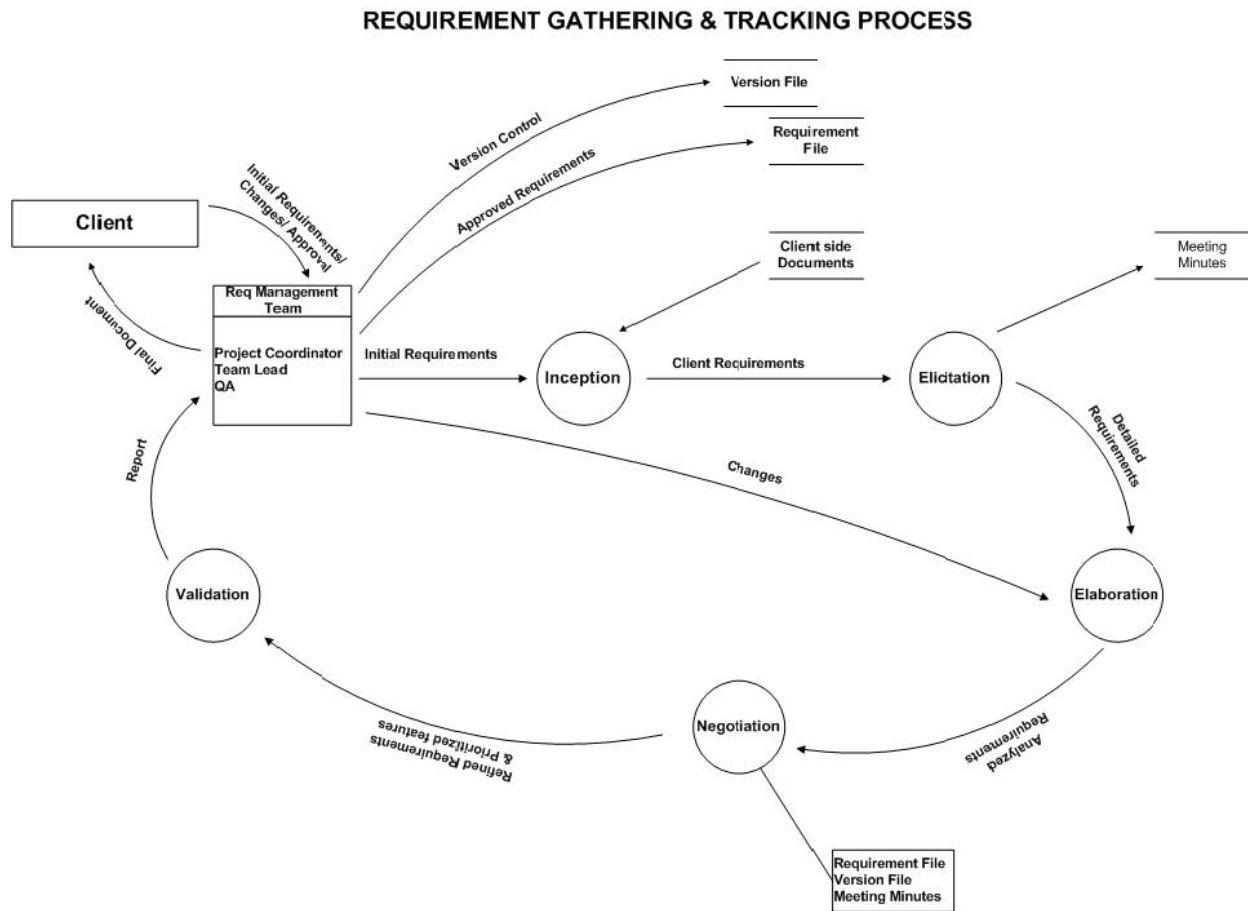 REQUIREMENT GATHERING & TRACKING PROCESS
Version File
Requirement
File
Version Control
Approved Requirements
Initial Requirements/
Changes/ Approval
Client
Client side
Documents
Meeting
Minutes
Req Management
Team
Project Coordinator
Team Lead
QA
Final Document
Initial Requirements
Inception
Client Requirements
Elicitation
Detailed
Requirements
Report
Changes
Validation
Elaboration
Negotiation
Analyzed
Requirements
Refined Requirements
& Prioritized features
Requirement File
Version File
Meeting Minutes